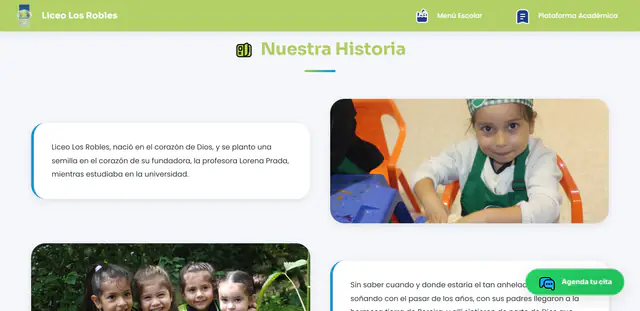 Liceo Los Robles
Menú Escolar
Plataforma Académica
Nuestra Historia
Liceo Los Robles, nació en el corazón de Dios, y se planto una
semilla en el corazón de su fundadora, la profesora Lorena Prada,
mientras estudiaba en la universidad.
Sin saber cuando y donde estaría el tan anhelado
soñando con el pasar de los años, con sus padres llegaron a la
Agenda tu cita